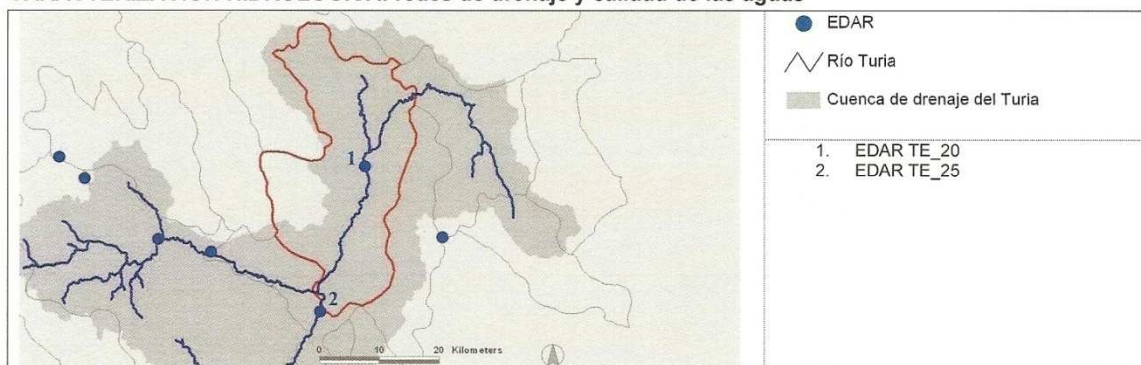 EDAR
Río Turia
Cuenca de drenaje del Turia
1. EDAR TE_20
2. EDAR TE_25
1
2
0 10 20 Kilometers